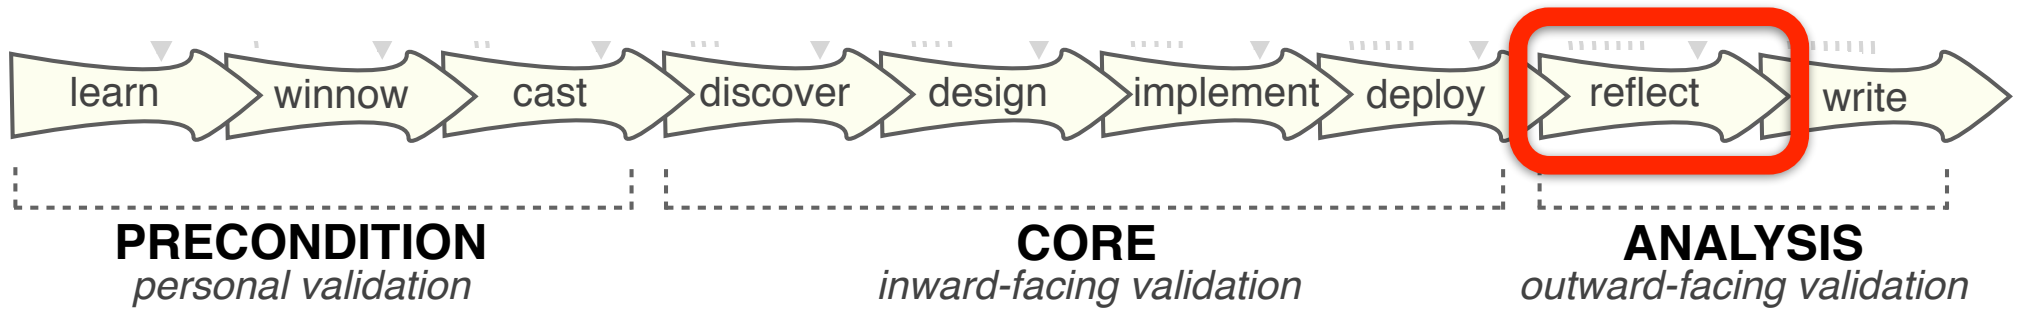 learn winnow cast discover design implement deploy reflect write
PRECONDITION CORE ANALYSIS
personal validation inward-facing validation outward-facing validation